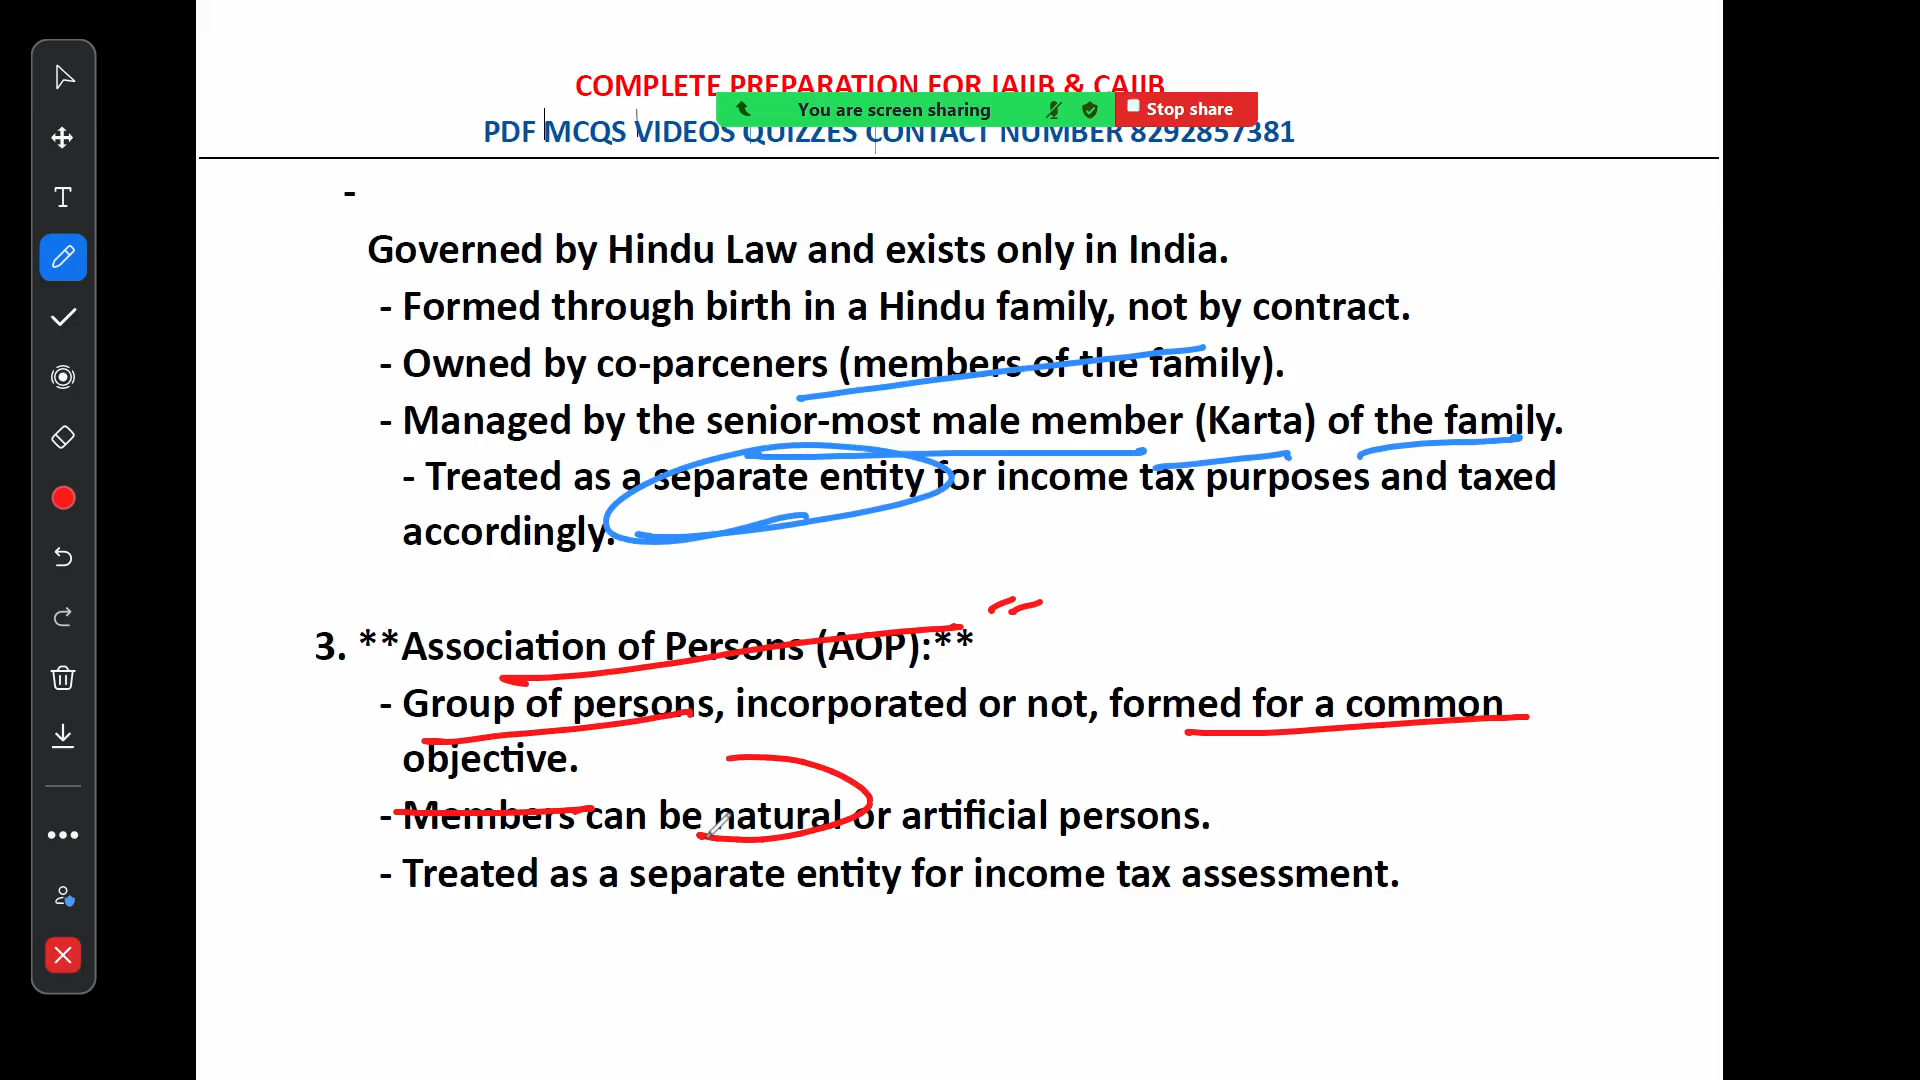 COMPLETE PREPARATION FOR JAIIB & CAIIB
You are screen sharing
Stop share
PDF MCQS VIDEOS QUIZZES CONTACT NUMBER 8292857381
-
Governed by Hindu Law and exists only in India.
- Formed through birth in a Hindu family, not by contract.
- Owned by co-parceners (members of the family).
- Managed by the senior-most male member (Karta) of the family.
- Treated as a separate entity for income tax purposes and taxed
accordingly.
3. **Association of Persons (AOP):**
- Group of persons, incorporated or not, formed for a common
objective.
- Members can be natural or artificial persons.
- Treated as a separate entity for income tax assessment.